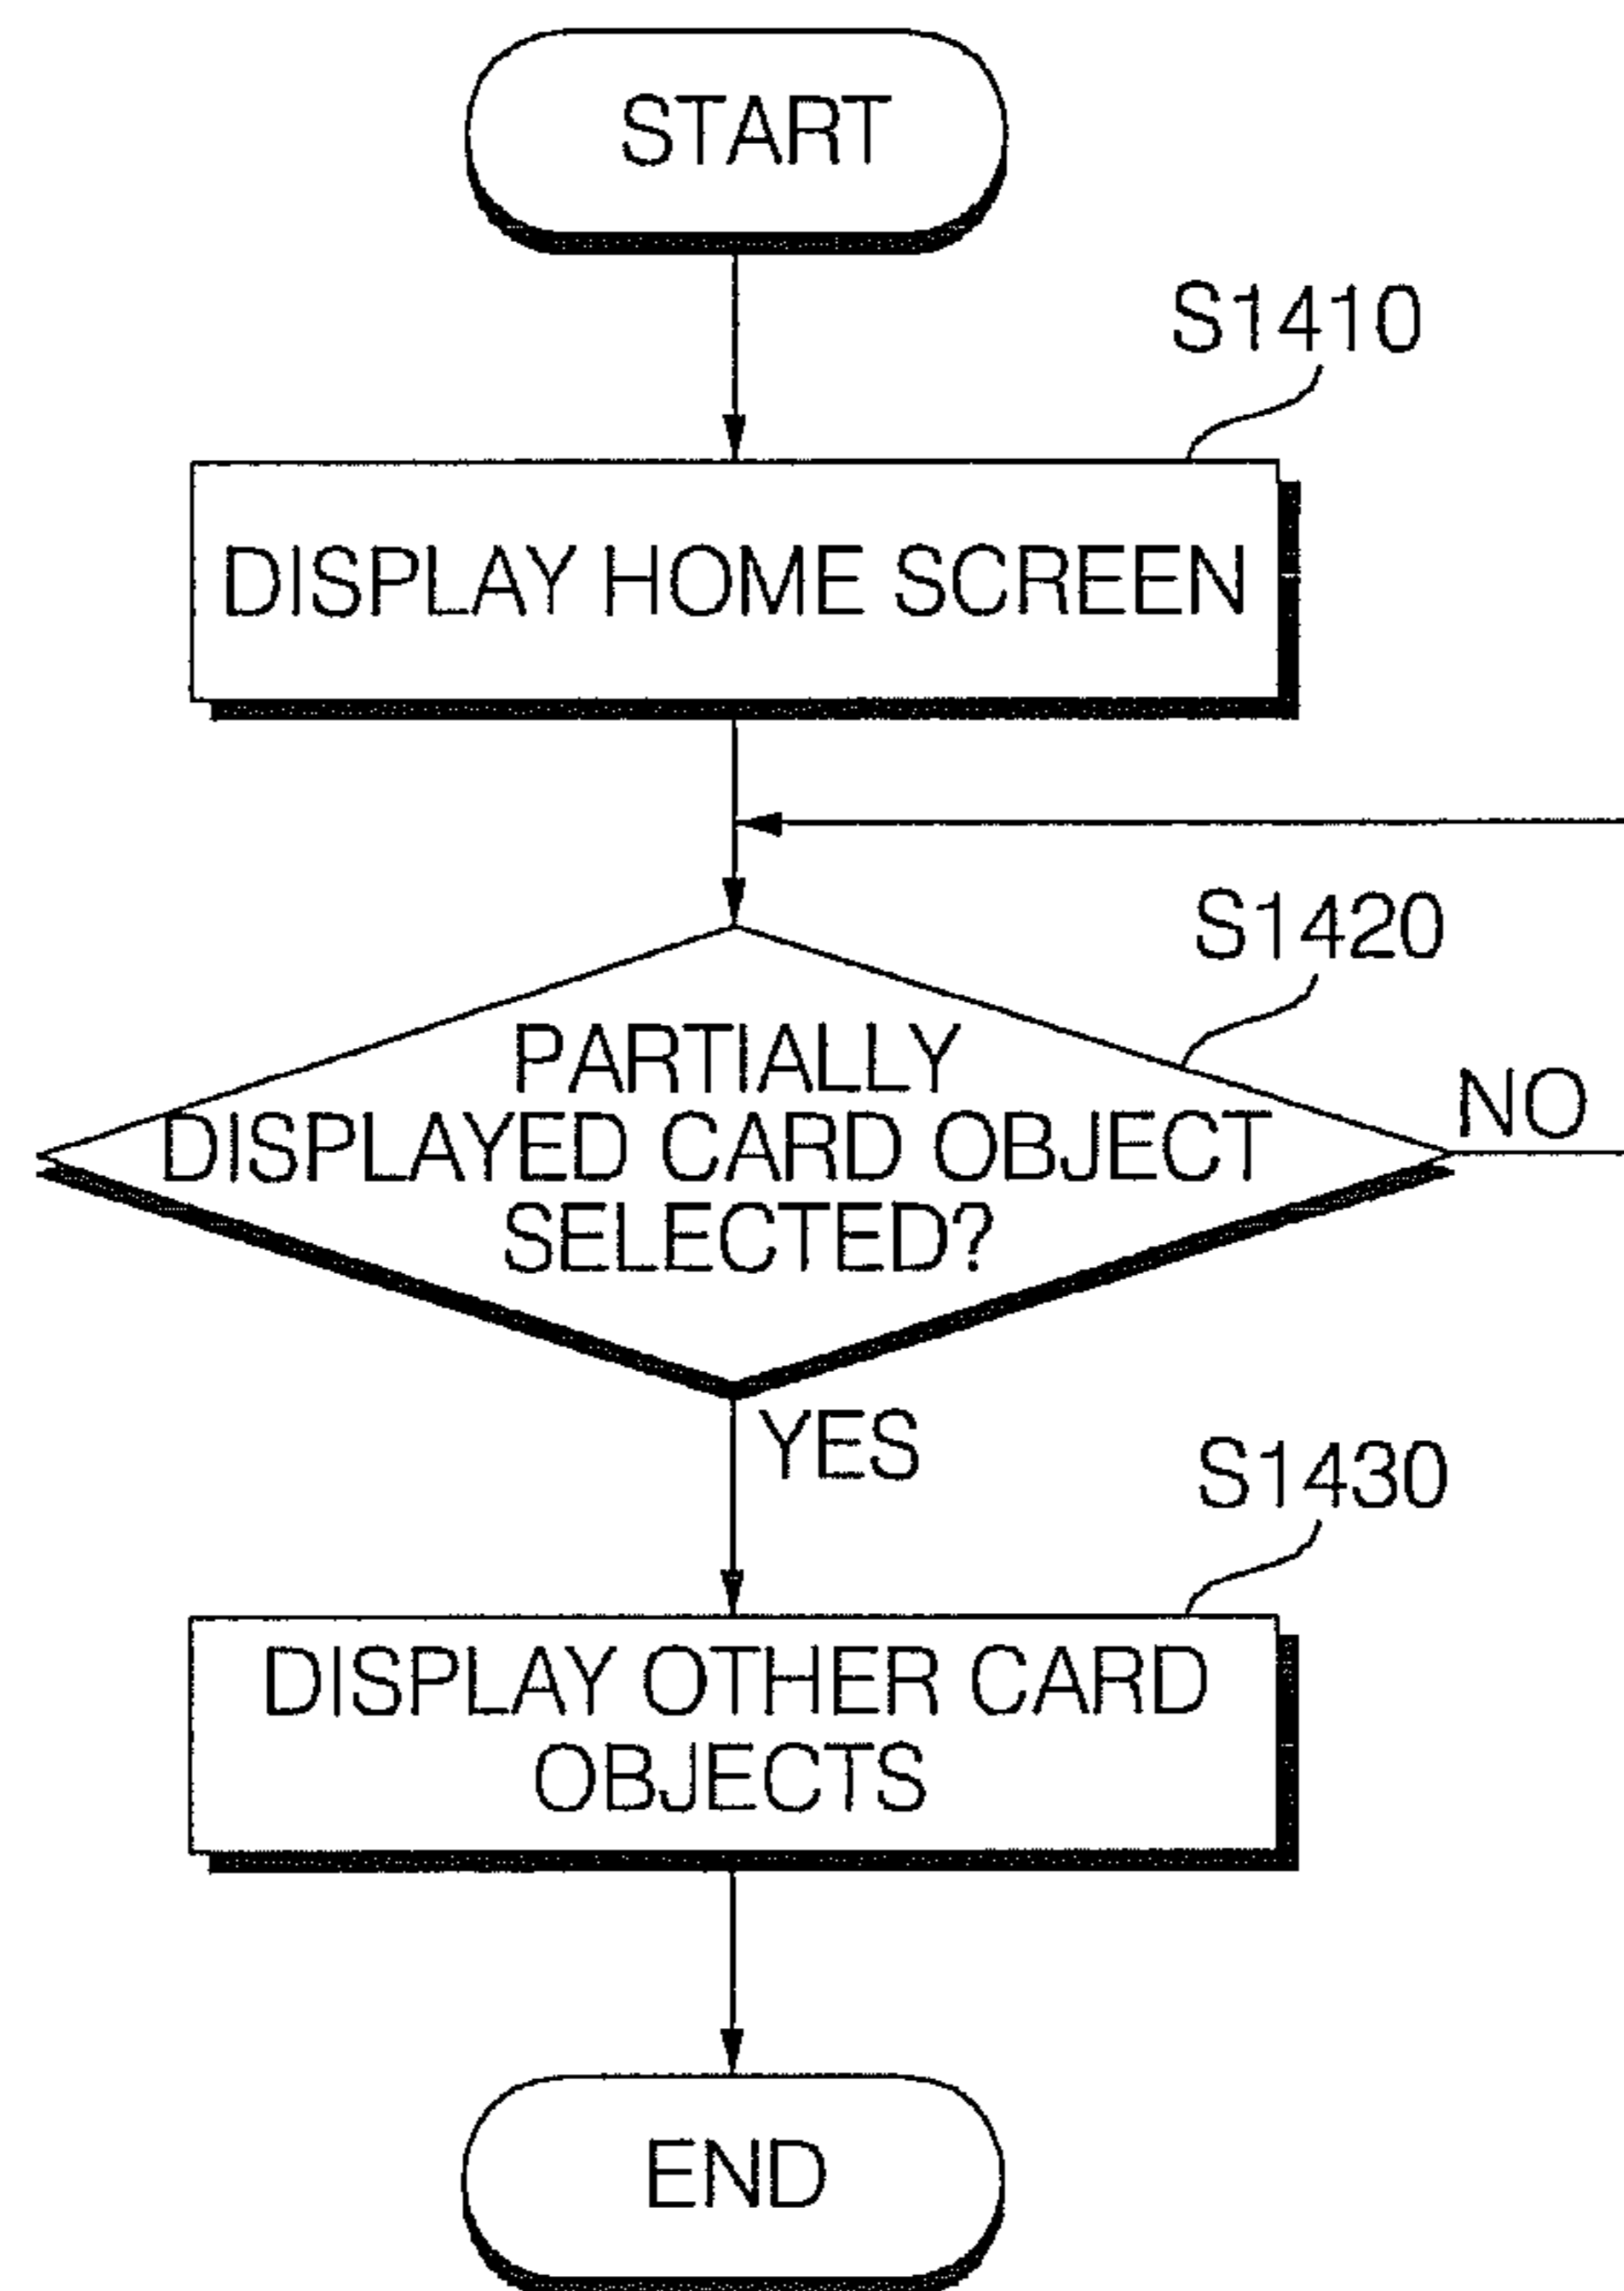 START
S1410
DISPLAY HOME SCREEN
S1420
PARTIALLY
DISPLAYED CARD OBJECT
SELECTED?
NO
YES
S1430
DISPLAY OTHER CARD
OBJECTS
END